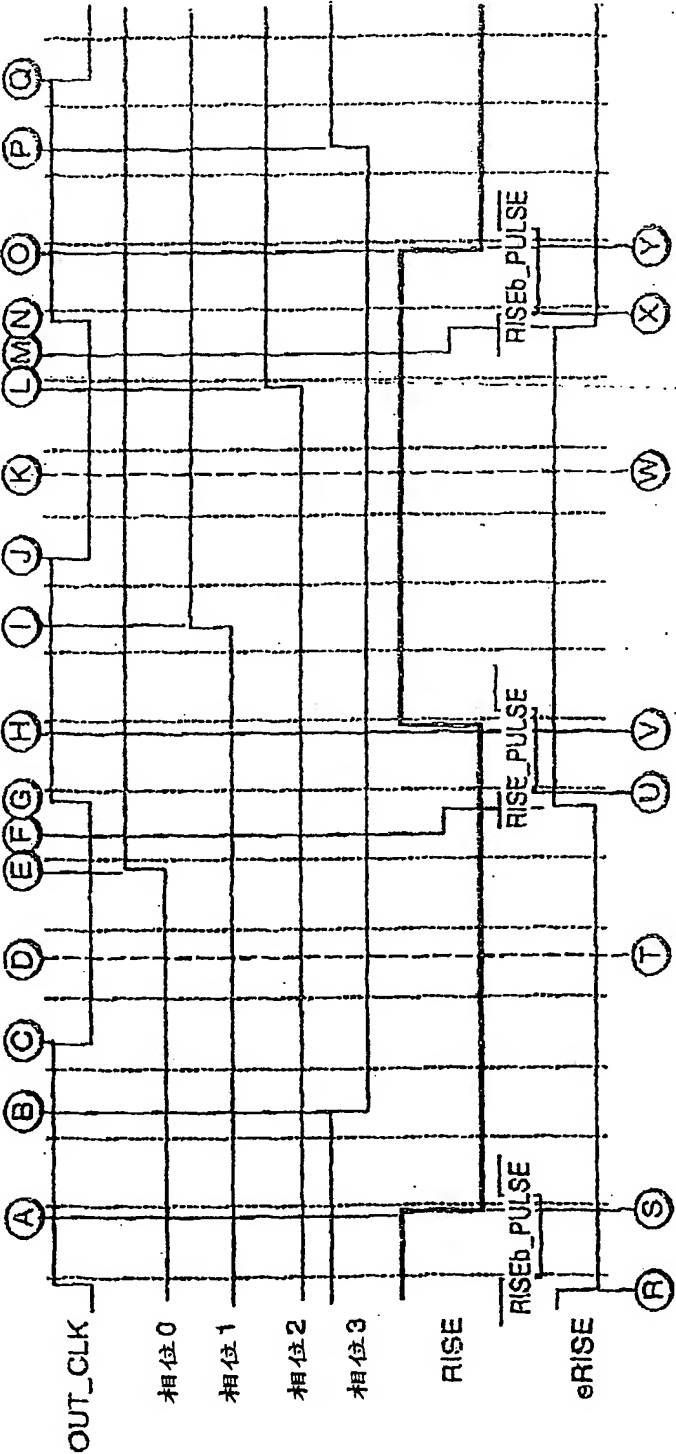 A B C D E F G H I J K L M N O P Q
OUT_CLK
相位0
相位1
相位2
相位3
RISE
RISEb_PULSE RISE_PULSE RISEb_PULSE
eRISE
R S T U V W X Y